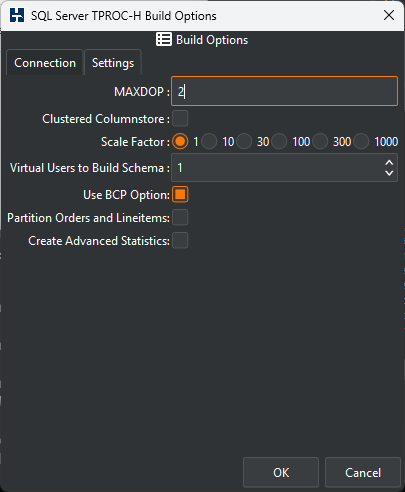 SQL Server TPROC-H Build Options
Build Options
Connection Settings
MAXDOP : 2
Clustered Columnstore :
Scale Factor : 1 10 30 100 300 1000
Virtual Users to Build Schema : 1
Use BCP Option:
Partition Orders and Lineitems:
Create Advanced Statistics:
OK Cancel